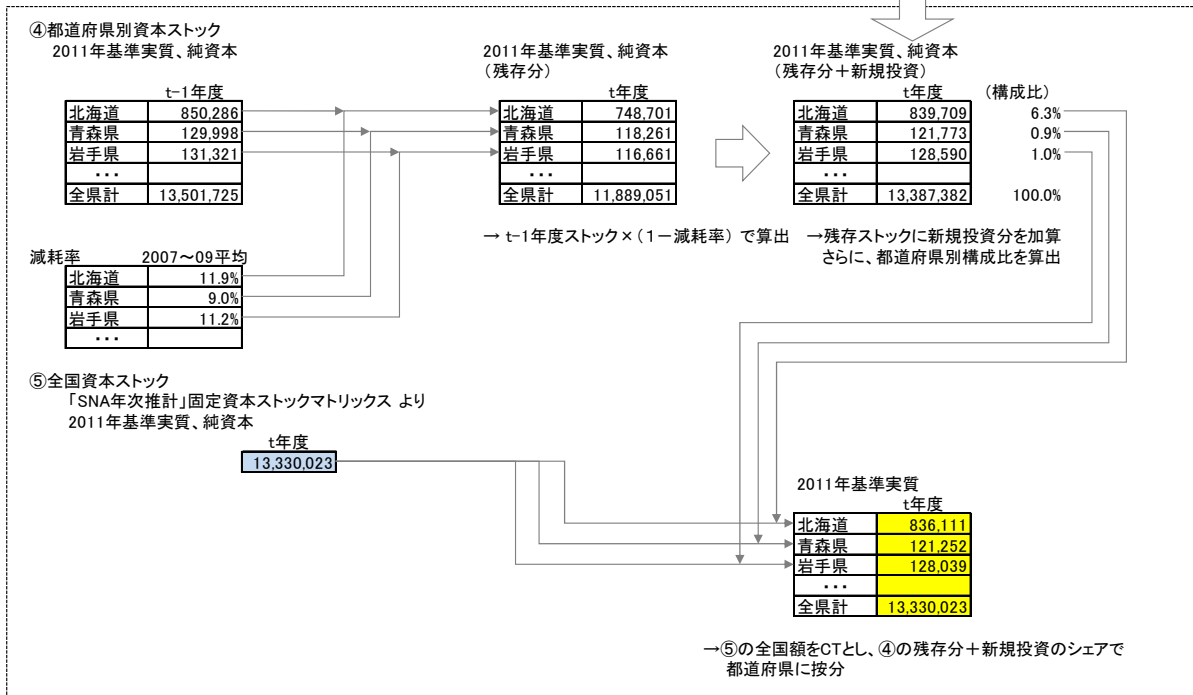 ④都道府県別資本ストック
2011年基準実質、純資本
t-1年度
北海道 850,286
青森県 129,998
岩手県 131,321
・・・
全県計 13,501,725
2011年基準実質、純資本
(残存分)
t年度
北海道 748,701
青森県 118,261
岩手県 116,661
・・・
全県計 11,889,051
→ t-1年度ストック×(1-減耗率) で算出
2011年基準実質、純資本
(残存分+新規投資)
t年度 (構成比)
北海道 839,709 6.3%
青森県 121,773 0.9%
岩手県 128,590 1.0%
・・・
全県計 13,387,382 100.0%
→残存ストックに新規投資分を加算
さらに、都道府県別構成比を算出
減耗率 2007~09平均
北海道 11.9%
青森県 9.0%
岩手県 11.2%
・・・
⑤全国資本ストック
「SNA年次推計」固定資本ストックマトリックス より
2011年基準実質、純資本
t年度
13,330,023
2011年基準実質
t年度
北海道 836,111
青森県 121,252
岩手県 128,039
・・・
全県計 13,330,023
→⑤の全国額をCTとし、④の残存分+新規投資のシェアで
都道府県に按分